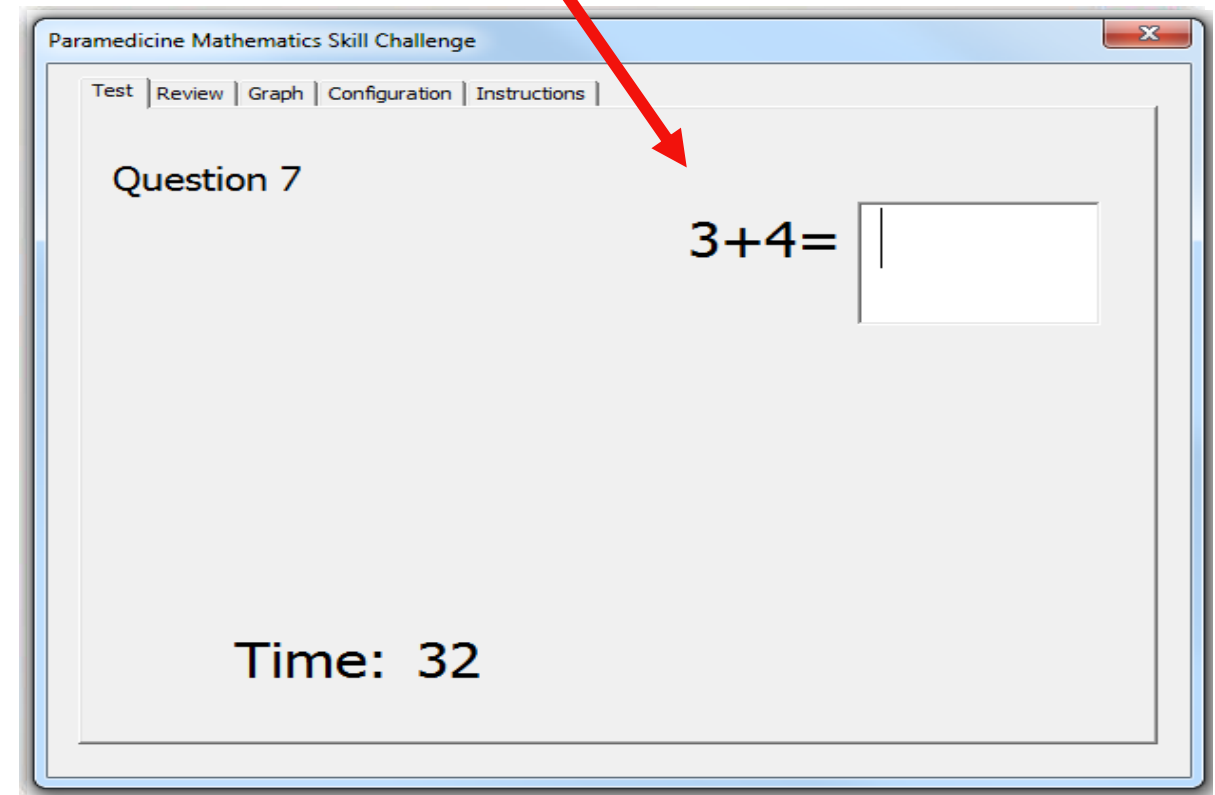 Paramedicine Mathematics Skill Challenge
x
Test Review Graph Configuration Instructions
Question 7
3+4=
Time: 32